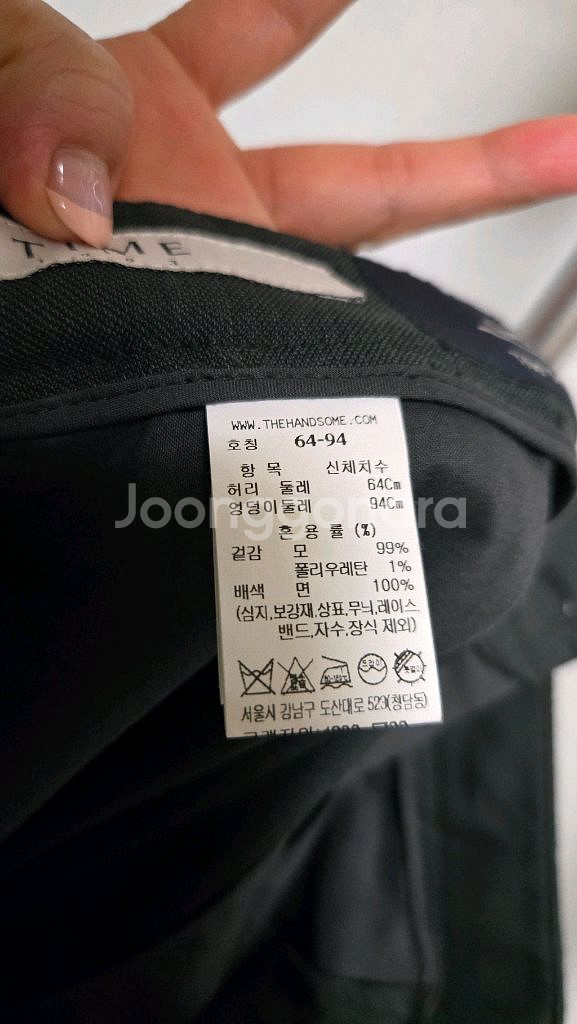 TIME
WWW.THEHANDSOME.COM
호칭 64-94
항 목 신체치수
허리 둘레 64Cm
엉덩이둘레 94Cm
Joonggonara
혼 용 률 (%)
겉감 모 99%
폴리우레탄 1%
배색 면 100%
(심지,보강재,상표,무늬,레이스,
밴드,자수,장식 제외)
드라이
서울시 강남구 도산대로 523(청담동)